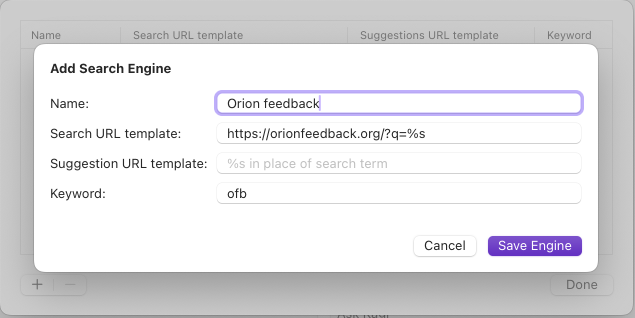 Name Search URL template Suggestions URL template Keyword
Add Search Engine
Name: Orion feedback
Search URL template: https://orionfeedback.org/?q=%s
Suggestion URL template: %s in place of search term
Keyword: ofb
Cancel Save Engine
+ − Done